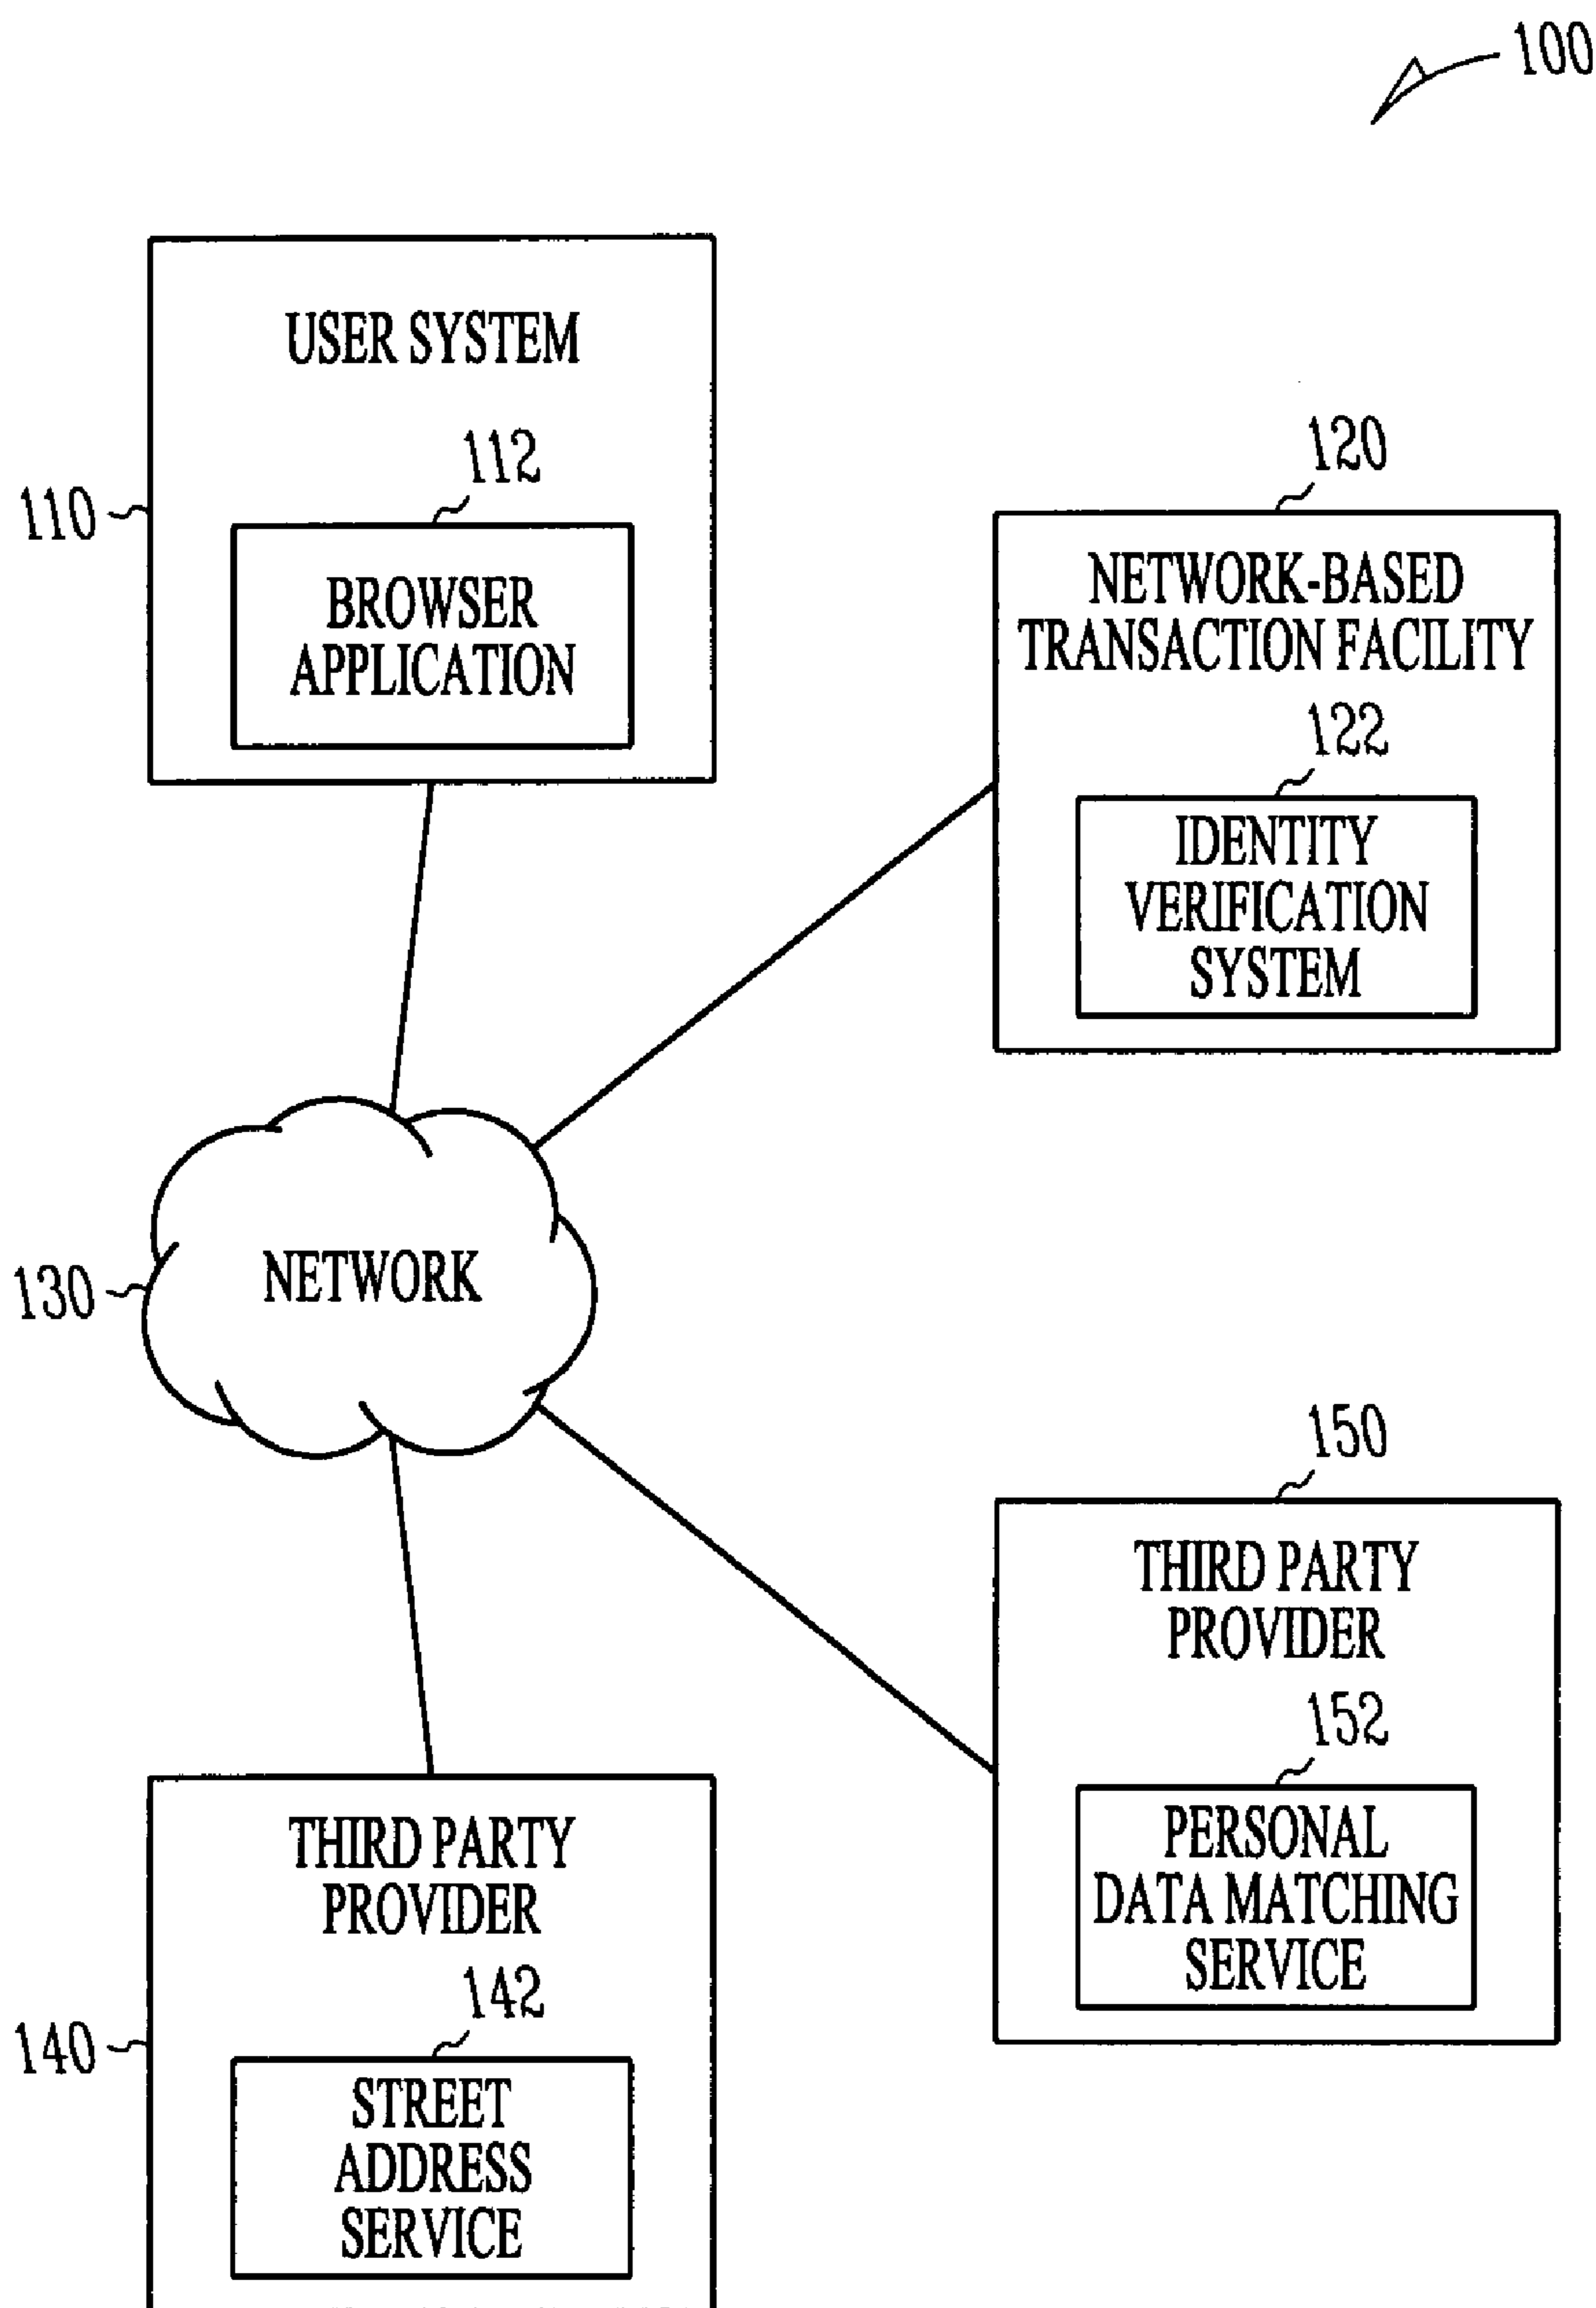 100
USER SYSTEM
112
110
BROWSER
APPLICATION
120
NETWORK-BASED
TRANSACTION FACILITY
122
IDENTITY
VERIFICATION
SYSTEM
NETWORK
130
150
THIRD PARTY
PROVIDER
152
PERSONAL
DATA MATCHING
SERVICE
THIRD PARTY
PROVIDER
142
140
STREET
ADDRESS
SERVICE